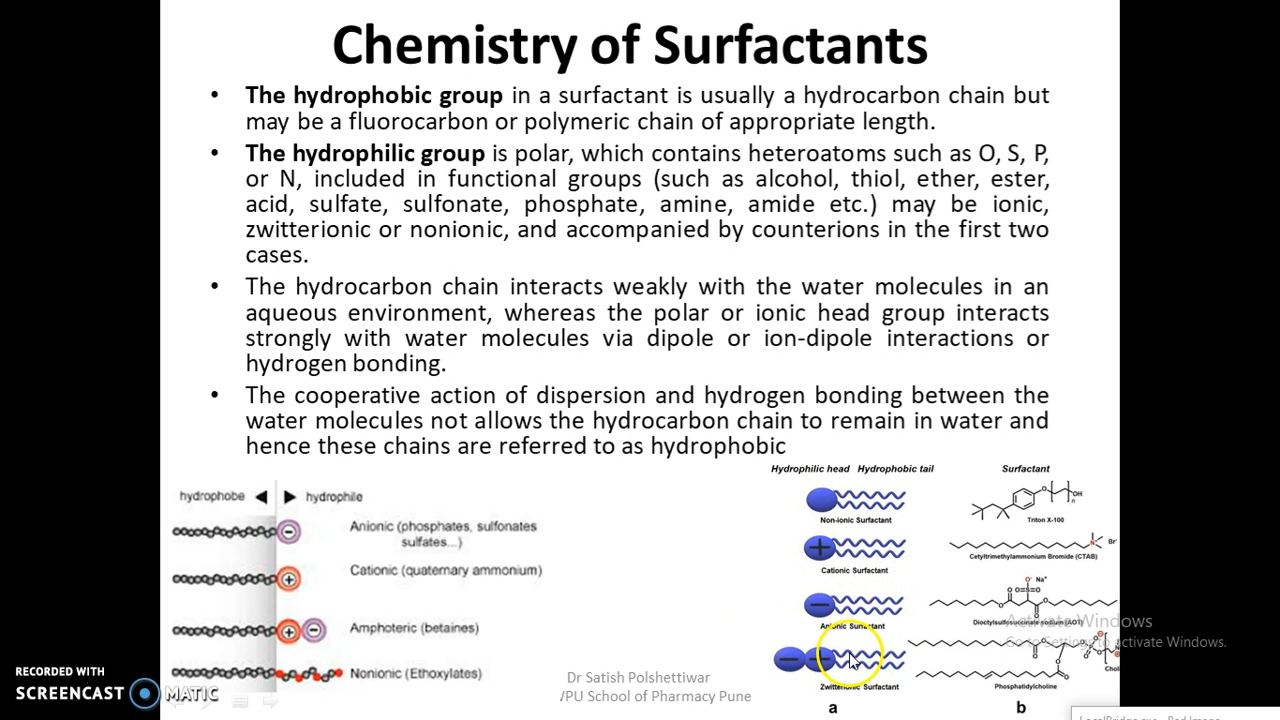 Chemistry of Surfactants
• The hydrophobic group in a surfactant is usually a hydrocarbon chain but
may be a fluorocarbon or polymeric chain of appropriate length.
• The hydrophilic group is polar, which contains heteroatoms such as O, S, P,
or N, included in functional groups (such as alcohol, thiol, ether, ester,
acid, sulfate, sulfonate, phosphate, amine, amide etc.) may be ionic,
zwitterionic or nonionic, and accompanied by counterions in the first two
cases.
• The hydrocarbon chain interacts weakly with the water molecules in an
aqueous environment, whereas the polar or ionic head group interacts
strongly with water molecules via dipole or ion-dipole interactions or
hydrogen bonding.
• The cooperative action of dispersion and hydrogen bonding between the
water molecules not allows the hydrocarbon chain to remain in water and
hence these chains are referred to as hydrophobic
hydrophobe hydrophile
Anionic (phosphates, sulfonates
sulfates...)
Cationic (quaternary ammonium)
Amphoteric (betaines)
Nonionic (Ethoxylates)
Hydrophilic head Hydrophobic tail Surfactant
Non-ionic Surfactant
OH
n
Triton X-100
Cationic Surfactant
Br
Cetyltrimethylammonium Bromide (CTAB)
Na+
Anionic Surfactant
Dioctylsulfosuccinate sodium (AOT)
Zwitterionic Surfactant
Chol
Phosphatidylcholine
a b
Activate Windows
Go to Settings to activate Windows.
Dr Satish Polshettiwar
/PU School of Pharmacy Pune
RECORDED WITH
SCREENCAST MATIC